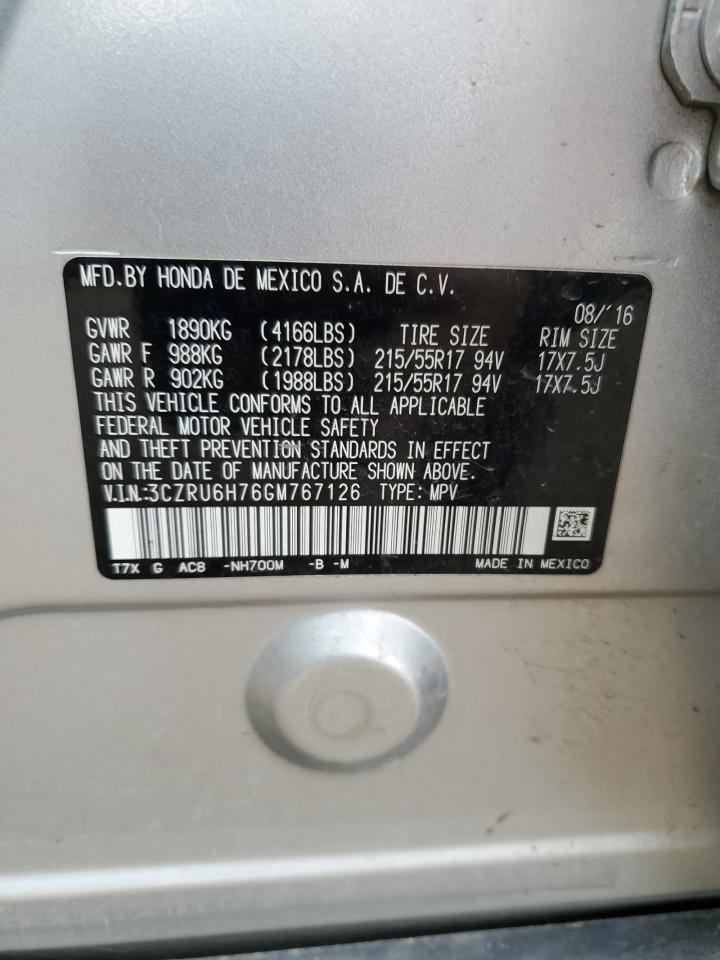 MFD.BY HONDA DE MEXICO S.A. DE C.V.
08/'16
GVWR 1890KG (4166LBS) TIRE SIZE RIM SIZE
GAWR F 988KG (2178LBS) 215/55R17 94V 17X7.5J
GAWR R 902KG (1988LBS) 215/55R17 94V 17X7.5J
THIS VEHICLE CONFORMS TO ALL APPLICABLE
FEDERAL MOTOR VEHICLE SAFETY
AND THEFT PREVENTION STANDARDS IN EFFECT
ON THE DATE OF MANUFACTURE SHOWN ABOVE.
V.I.N.:3CZRU6H76GM767126 TYPE: MPV
T7X G AC8 -NH700M -B -M MADE IN MEXICO